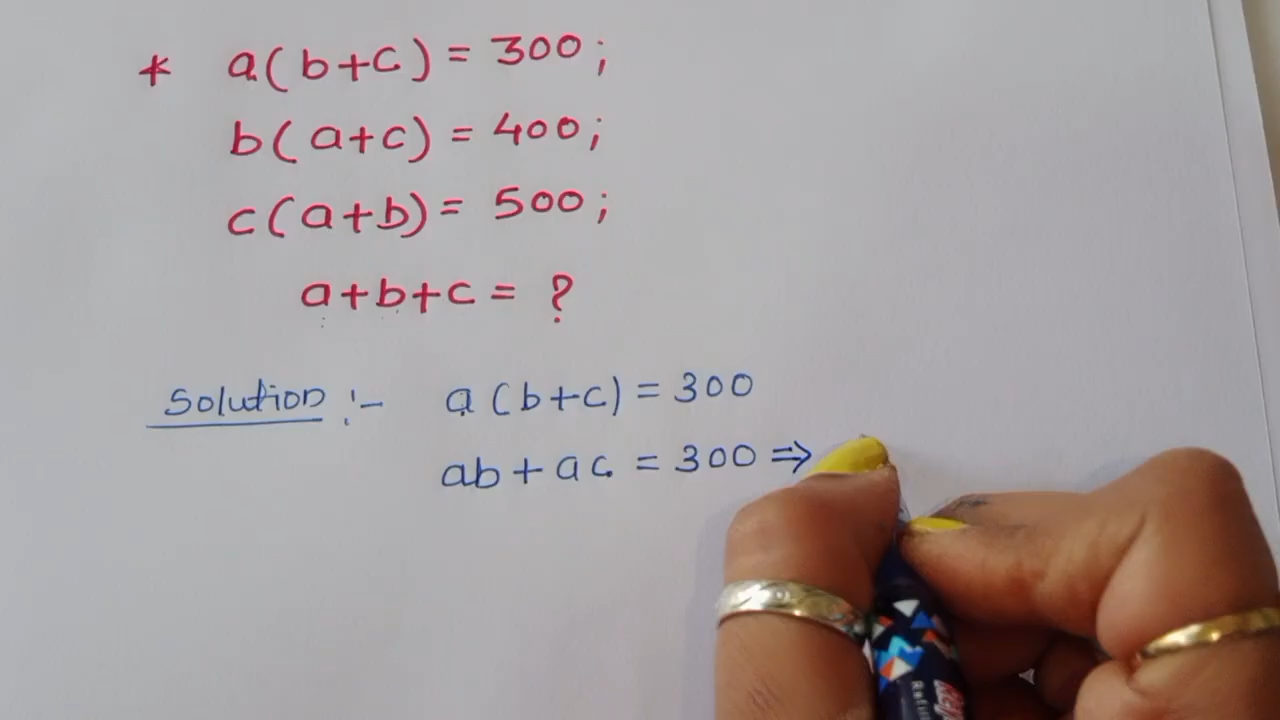 * a(b+c) = 300;
b(a+c) = 400;
c(a+b) = 500;
a+b+c = ?
Solution :- a(b+c) = 300
ab + ac = 300 ⇒